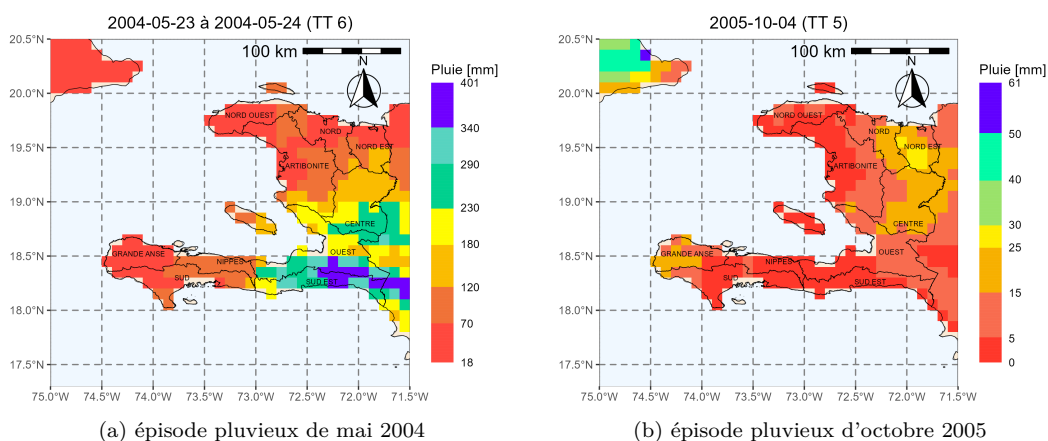 2004-05-23 à 2004-05-24 (TT 6)
20.5°N
20.0°N
19.5°N
19.0°N
18.5°N
18.0°N
17.5°N
75.0°W 74.5°W 74.0°W 73.5°W 73.0°W 72.5°W 72.0°W 71.5°W
100 km
N
NORD OUEST
NORD
NORD EST
ARTIBONITE
CENTRE
OUEST
GRANDE ANSE
NIPPES
SUD
SUD EST
Pluie [mm]
401
340
290
230
180
120
70
18
(a) épisode pluvieux de mai 2004
2005-10-04 (TT 5)
20.5°N
20.0°N
19.5°N
19.0°N
18.5°N
18.0°N
17.5°N
75.0°W 74.5°W 74.0°W 73.5°W 73.0°W 72.5°W 72.0°W 71.5°W
100 km
N
NORD OUEST
NORD
NORD EST
ARTIBONITE
CENTRE
OUEST
GRANDE ANSE
NIPPES
SUD
SUD EST
Pluie [mm]
61
50
40
30
25
15
5
0
(b) épisode pluvieux d'octobre 2005